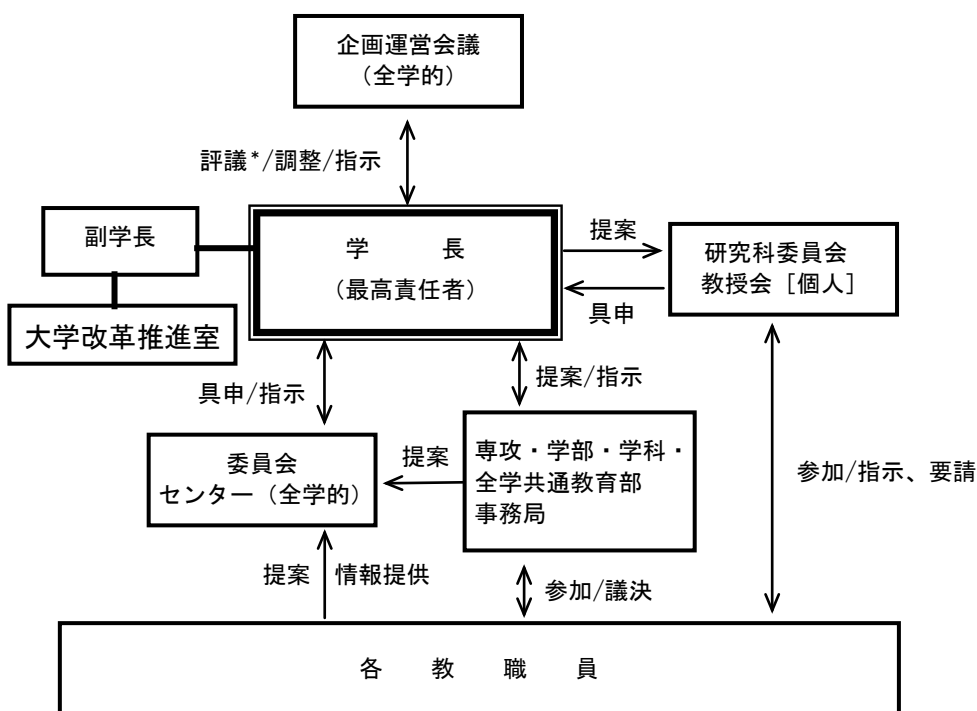 企画運営会議
（全学的）
評議*/調整/指示
副学長
学　　長
（最高責任者）
提案
研究科委員会
教授会［個人］
具申
大学改革推進室
具申/指示
提案/指示
委員会
センター（全学的）
提案
専攻・学部・学科・
全学共通教育部
事務局
参加/指示、要請
提案
情報提供
参加/議決
各　教　職　員